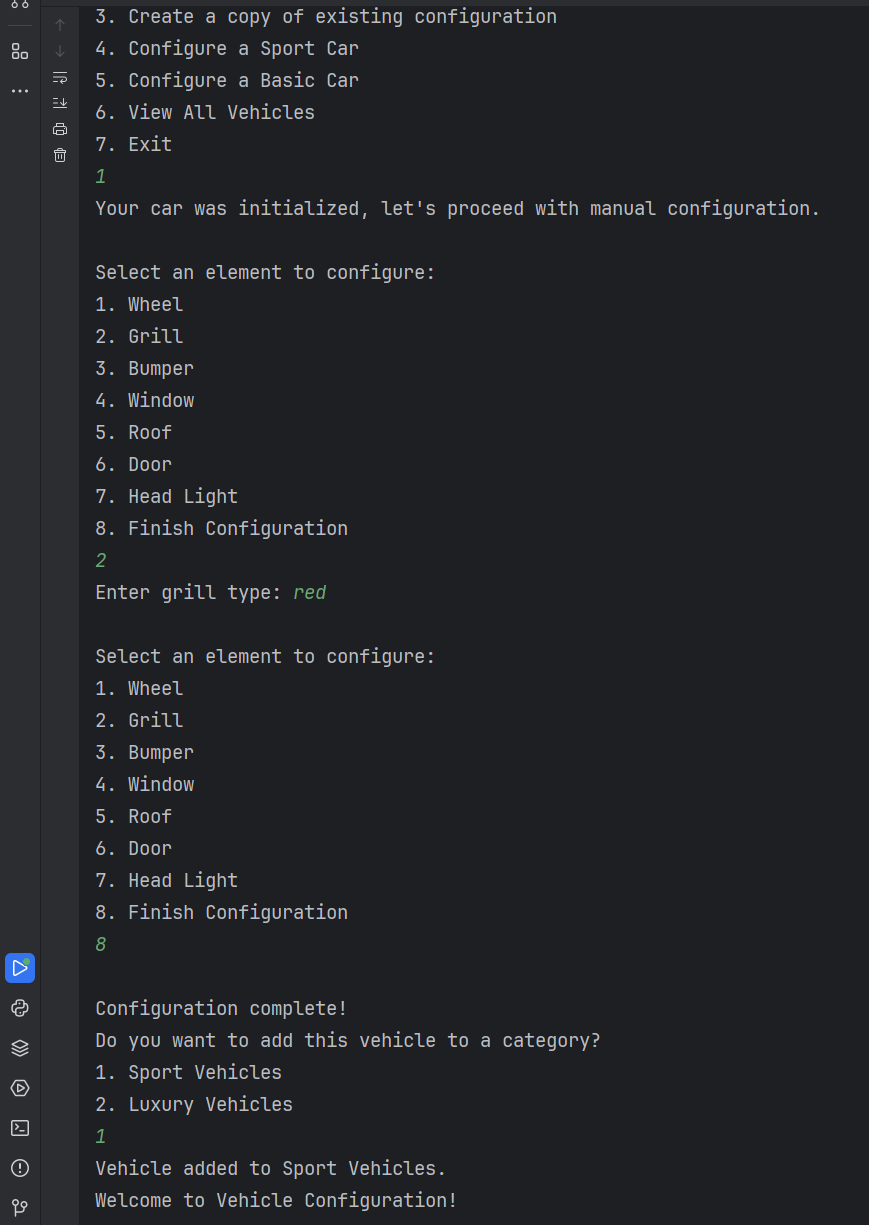 3. Create a copy of existing configuration
4. Configure a Sport Car
5. Configure a Basic Car
6. View All Vehicles
7. Exit
1
Your car was initialized, let's proceed with manual configuration.
Select an element to configure:
1. Wheel
2. Grill
3. Bumper
4. Window
5. Roof
6. Door
7. Head Light
8. Finish Configuration
2
Enter grill type: red
Select an element to configure:
1. Wheel
2. Grill
3. Bumper
4. Window
5. Roof
6. Door
7. Head Light
8. Finish Configuration
8
Configuration complete!
Do you want to add this vehicle to a category?
1. Sport Vehicles
2. Luxury Vehicles
1
Vehicle added to Sport Vehicles.
Welcome to Vehicle Configuration!